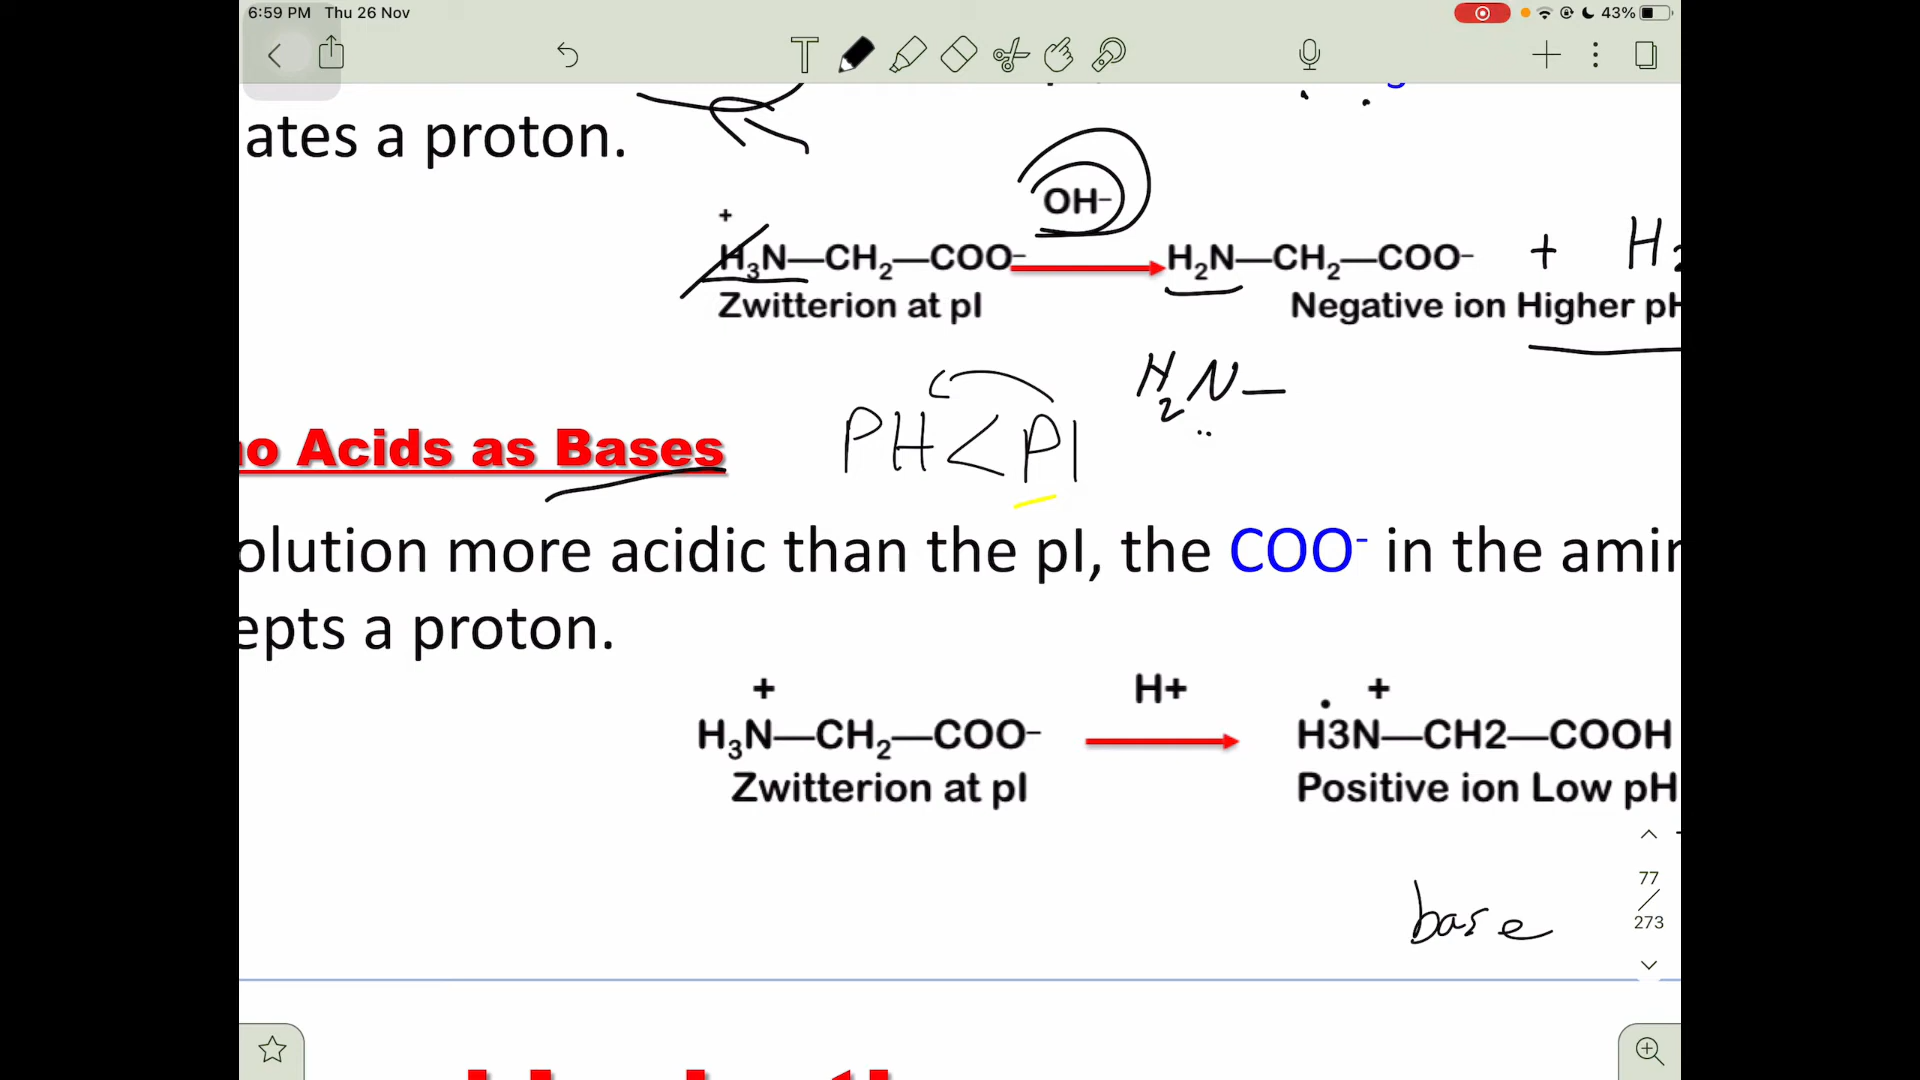 6:59 PM Thu 26 Nov 43%
ates a proton.
OH-
+
H₃N—CH₂—COO- H₂N—CH₂—COO- + H₂
Zwitterion at pI Negative ion Higher pH
H₂N—
PH<PI
o Acids as Bases
olution more acidic than the pI, the COO- in the amin
epts a proton.
+ H+ +
H₃N—CH₂—COO- H3N—CH2—COOH
Zwitterion at pI Positive ion Low pH
77
273
base